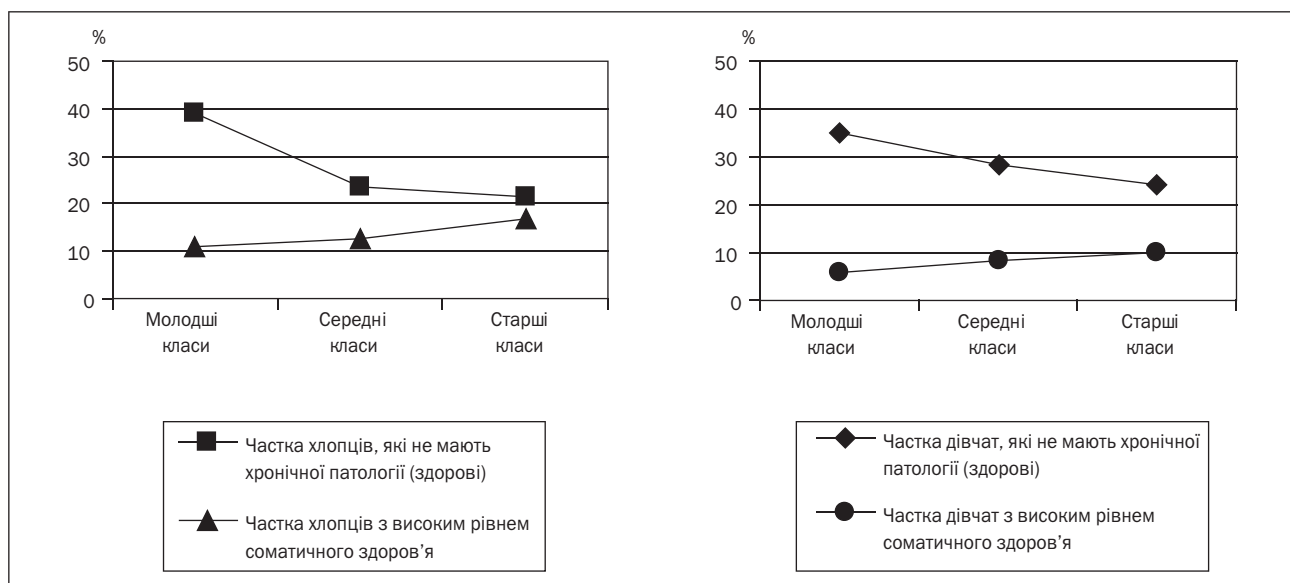 %
50
40
30
20
10
0
Молодші
класи
Середні
класи
Старші
класи
Частка хлопців, які не мають
хронічної патології (здорові)
Частка хлопців з високим рівнем
соматичного здоров’я
%
50
40
30
20
10
0
Молодші
класи
Середні
класи
Старші
класи
Частка дівчат, які не мають хронічної
патології (здорові)
Частка дівчат з високим рівнем
соматичного здоров’я